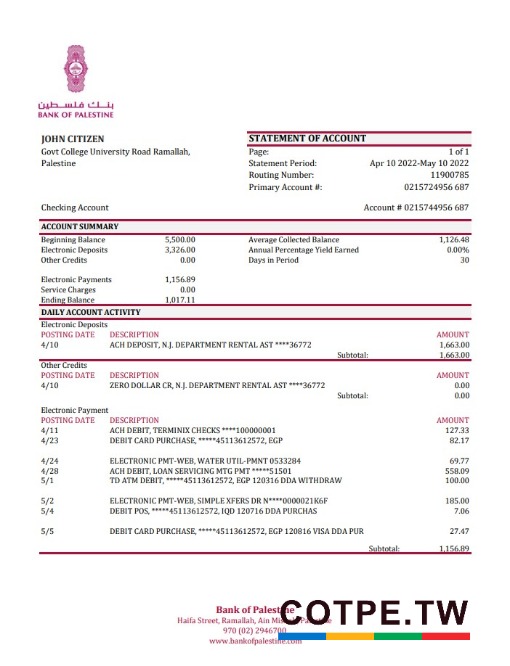 بنك فلسطين
BANK OF PALESTINE
JOHN CITIZEN
Govt College University Road Ramallah,
Palestine
STATEMENT OF ACCOUNT
Page: 1 of 1
Statement Period: Apr 10 2022-May 10 2022
Routing Number: 11900785
Primary Account #: 0215724956 687
Checking Account Account # 0215744956 687
ACCOUNT SUMMARY
Beginning Balance 5,500.00 Average Collected Balance 1,126.48
Electronic Deposits 3,326.00 Annual Percentage Yield Earned 0.00%
Other Credits 0.00 Days in Period 30
Electronic Payments 1,156.89
Service Charges 0.00
Ending Balance 1,017.11
DAILY ACCOUNT ACTIVITY
Electronic Deposits
POSTING DATE DESCRIPTION AMOUNT
4/10 ACH DEPOSIT, N.J. DEPARTMENT RENTAL AST ****36772 1,663.00
Subtotal: 1,663.00
Other Credits
POSTING DATE DESCRIPTION AMOUNT
4/10 ZERO DOLLAR CR, N.J. DEPARTMENT RENTAL AST ****36772 0.00
Subtotal: 0.00
Electronic Payment
POSTING DATE DESCRIPTION AMOUNT
4/11 ACH DEBIT, TERMINIX CHECKS ****100000001 127.33
4/23 DEBIT CARD PURCHASE, *****45113612572, EGP 82.17
4/24 ELECTRONIC PMT-WEB, WATER UTIL-PMNT 0533284 69.77
4/28 ACH DEBIT, LOAN SERVICING MTG PMT *****51501 558.09
5/1 TD ATM DEBIT, *****45113612572, EGP 120316 DDA WITHDRAW 100.00
5/2 ELECTRONIC PMT-WEB, SIMPLE XFERS DR N****0000021K6F 185.00
5/4 DEBIT POS, *****45113612572, IQD 120716 DDA PURCHAS 7.06
5/5 DEBIT CARD PURCHASE, *****45113612572, EGP 120816 VISA DDA PUR 27.47
Subtotal: 1,156.89
Bank of Palestine
Haifa Street, Ramallah, Ain
970 (02) 2946700
www.bankofpalestine.com
COTPE.TW